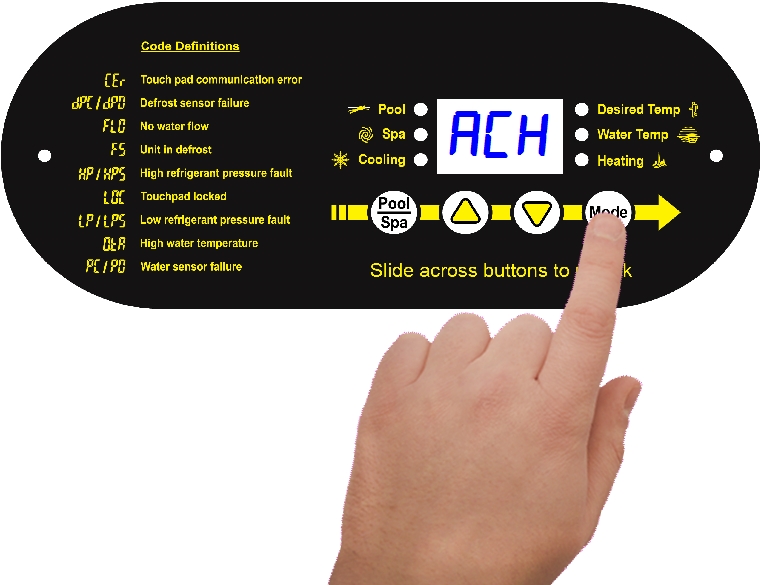 Code Definitions
CEr Touch pad communication error
dPC / dPO Defrost sensor failure
FLO No water flow
FS Unit in defrost
HP / HPS High refrigerant pressure fault
LOC Touchpad locked
LP / LPS Low refrigerant pressure fault
OtA High water temperature
PC / PO Water sensor failure
Pool
Spa
Cooling
ACH
Desired Temp
Water Temp
Heating
Pool
Spa
Mode
Slide across buttons to